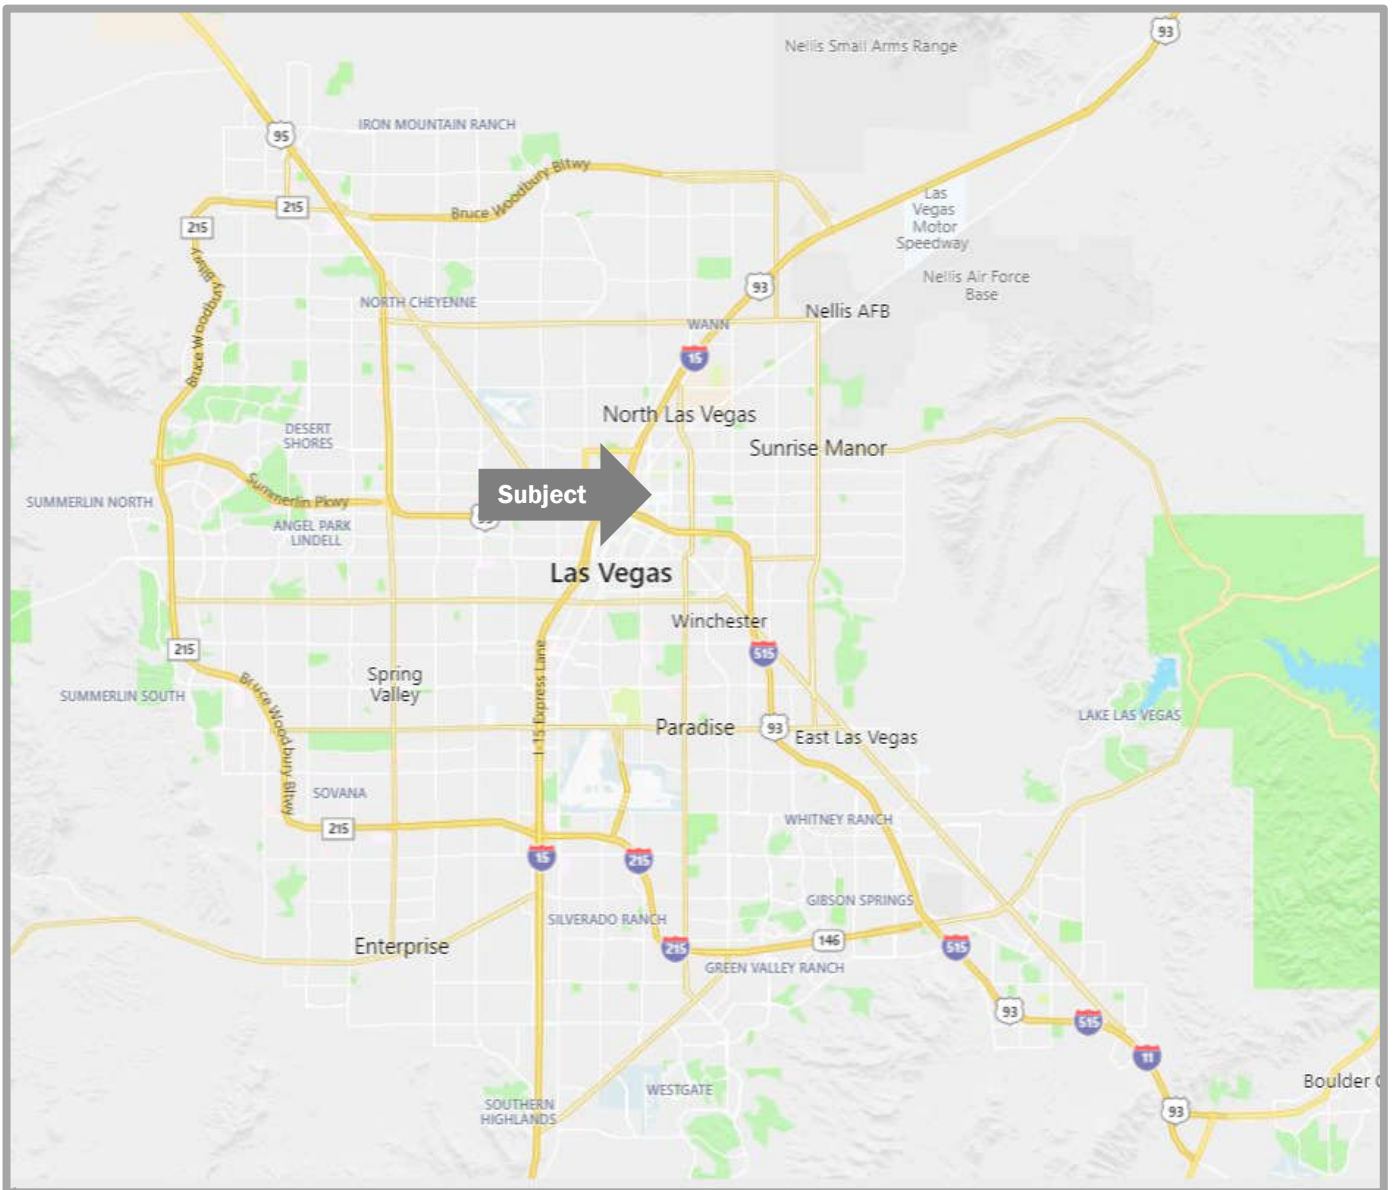 Nellis Small Arms Range
93
95
IRON MOUNTAIN RANCH
Bruce Woodbury Bltwy
Las
Vegas
Motor
Speedway
215
215
Bruce Woodbury Bltwy
Nellis Air Force
Base
93
NORTH CHEYENNE
Nellis AFB
WANN
15
North Las Vegas
DESERT
SHORES
Sunrise Manor
Summerlin Pkwy
SUMMERLIN NORTH
Subject
ANGEL PARK
LINDELL
Las Vegas
Winchester
215
515
Spring
Valley
Bruce Woodbury Bltwy
SUMMERLIN SOUTH
I-15 Express Lane
Paradise
93
East Las Vegas
LAKE LAS VEGAS
SOVANA
215
WHITNEY RANCH
15
215
GIBSON SPRINGS
SILVERADO RANCH
Enterprise
215
146
515
GREEN VALLEY RANCH
93
515
11
Boulder
WESTGATE
SOUTHERN
HIGHLANDS
93